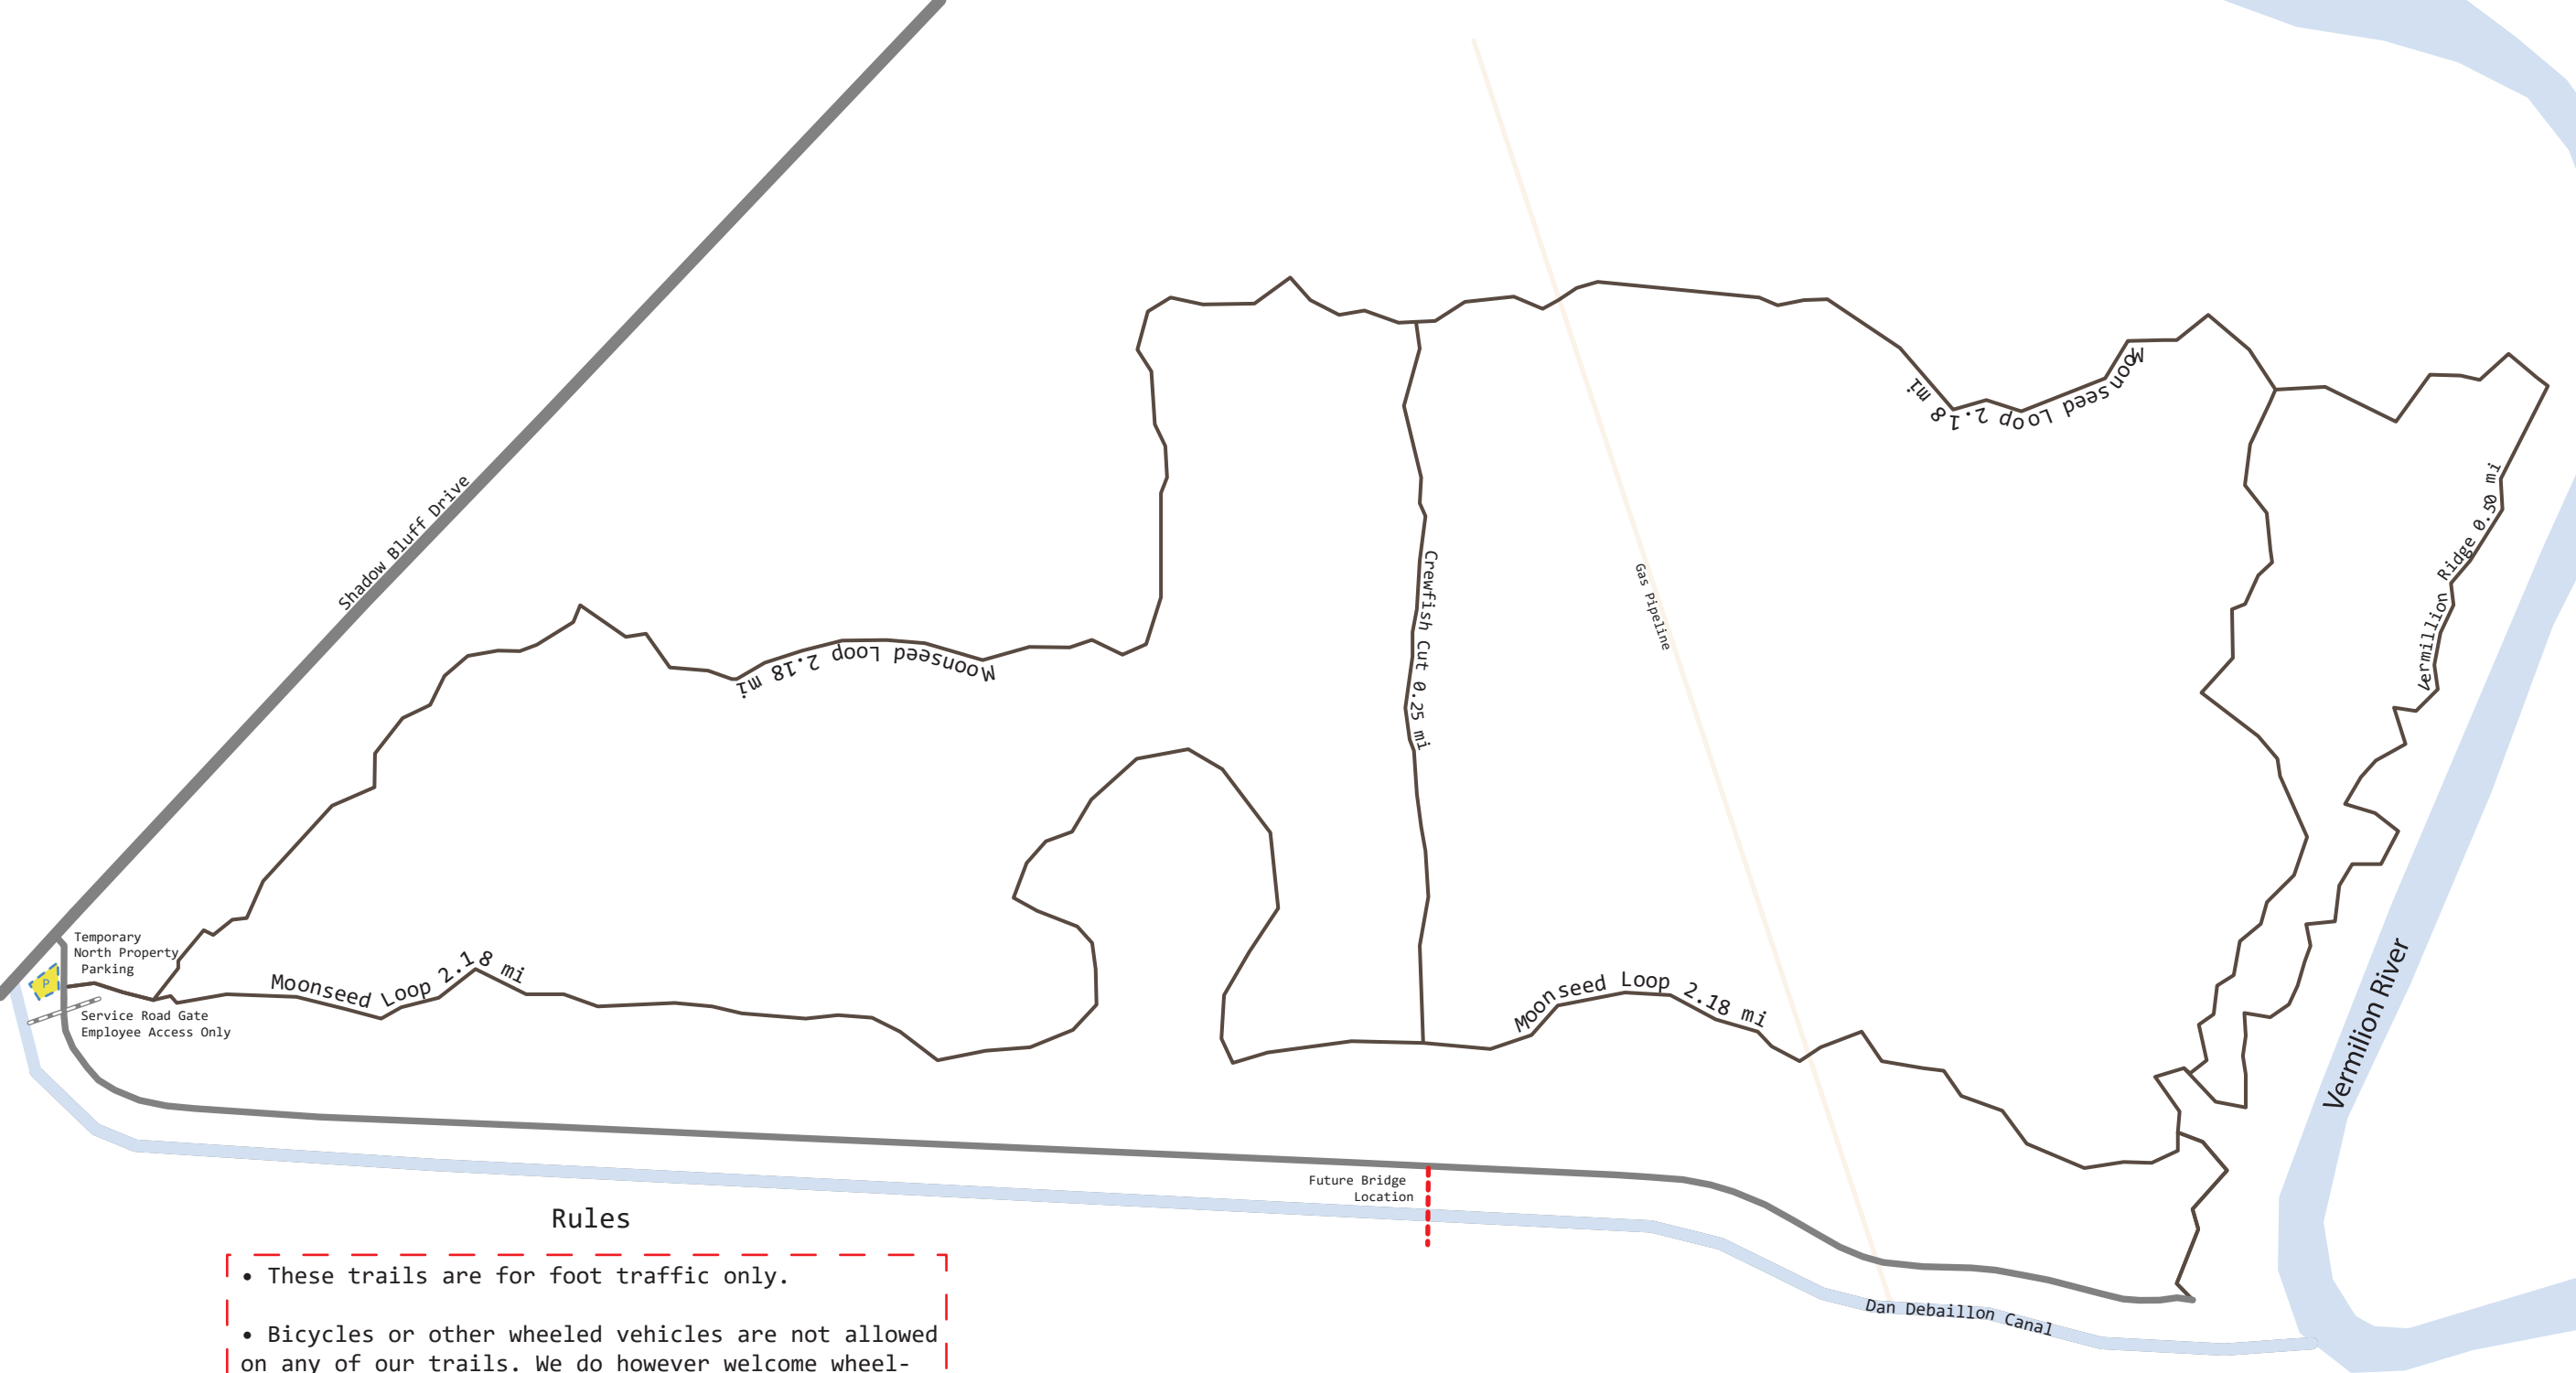 Shadow Bluff Drive
Moonseed Loop 2.18 mi
Moonseed Loop 2.18 mi
Vermillion Ridge 0.50 mi
Crewfish Cut 0.25 mi
Gas Pipeline
Temporary
North Property
Parking
P
Service Road Gate
Employee Access Only
Moonseed Loop 2.18 mi
Moonseed Loop 2.18 mi
Vermilion River
Future Bridge
Location
Dan Debaillon Canal
Rules
• These trails are for foot traffic only.
• Bicycles or other wheeled vehicles are not allowed
on any of our trails. We do however welcome wheel-